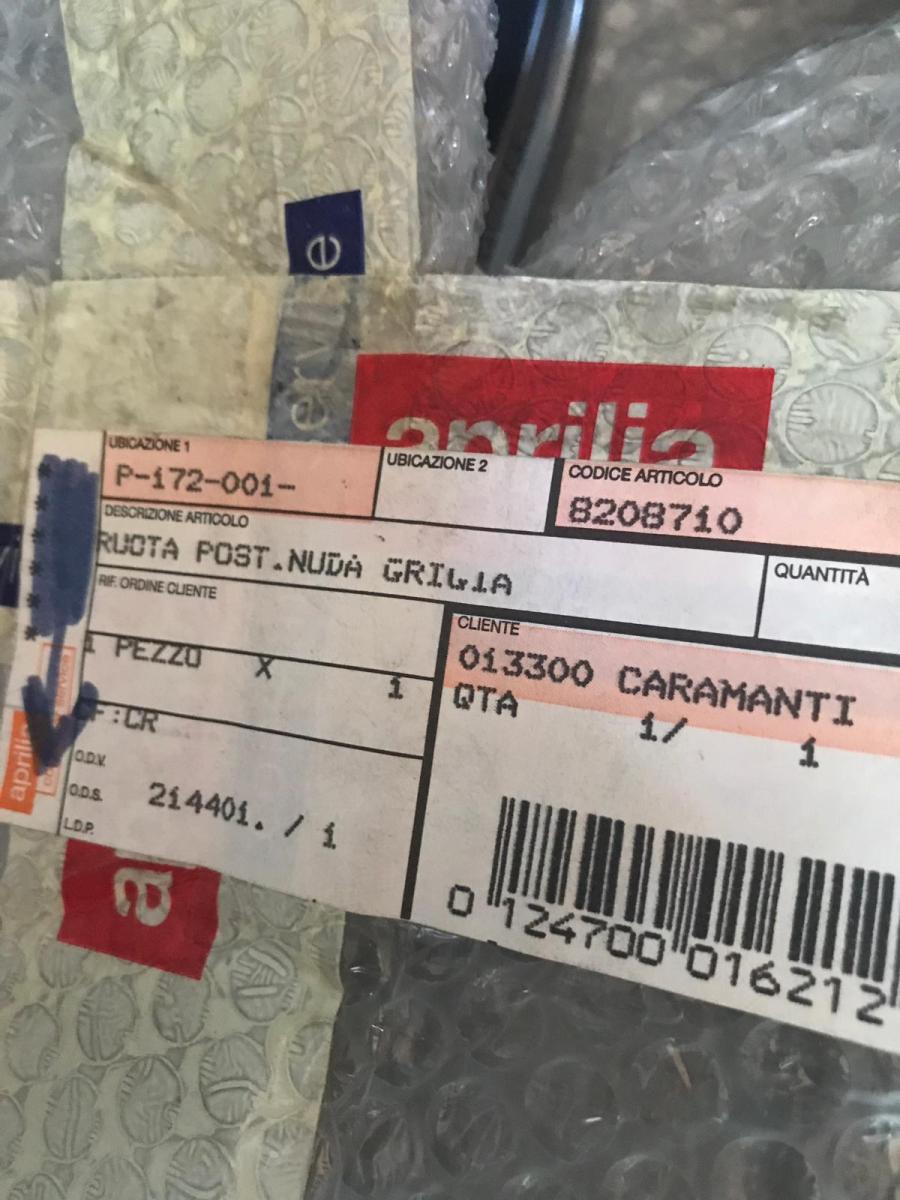 e
aprilia
UBICAZIONE 1
P-172-001-
UBICAZIONE 2
CODICE ARTICOLO
8208710
DESCRIZIONE ARTICOLO
RUOTA POST.NUDA GRIGIA
QUANTITÀ
RIF. ORDINE CLIENTE
1 PEZZO X 1
F :CR
O.D.V.
O.D.S. 214401. / 1
L.D.P.
CLIENTE
013300 CARAMANTI
QTA 1/ 1
0 124700 016212
aprilia
a